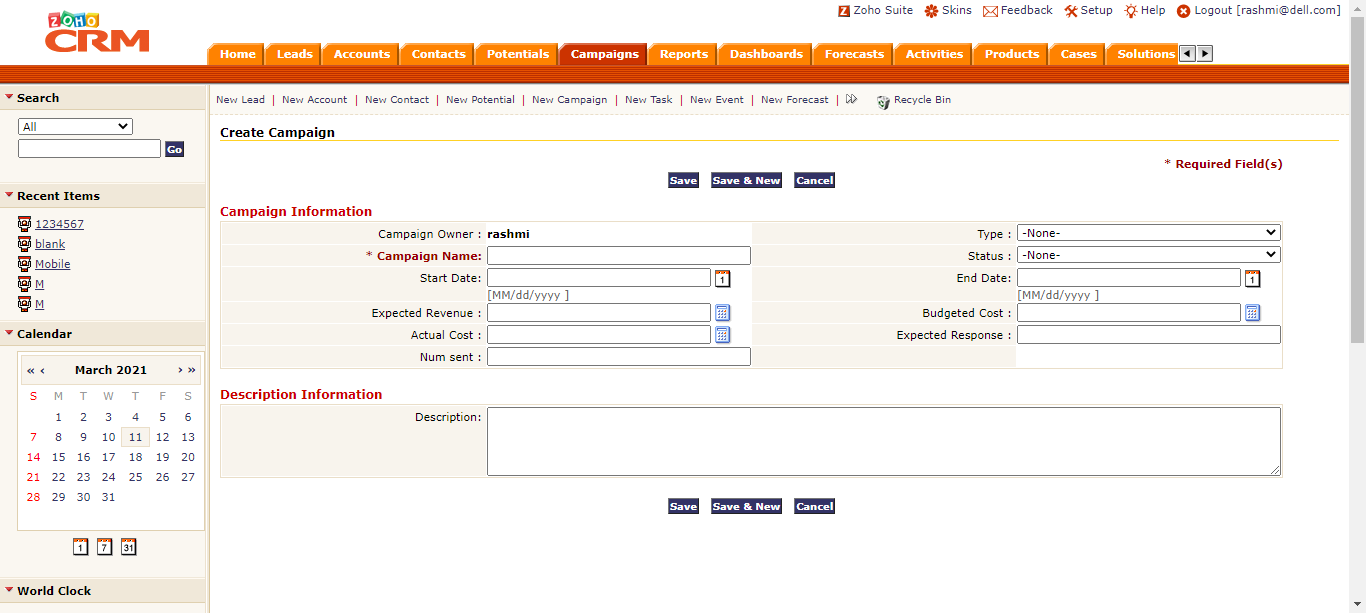 Zoho Suite Skins Feedback Setup Help Logout [rashmi@dell.com]
ZOHO
CRM
Home Leads Accounts Contacts Potentials Campaigns Reports Dashboards Forecasts Activities Products Cases Solutions
Search
All
Go
Recent Items
1234567
blank
Mobile
M
M
Calendar
« ‹ March 2021 › »
S M T W T F S
1 2 3 4 5 6
7 8 9 10 11 12 13
14 15 16 17 18 19 20
21 22 23 24 25 26 27
28 29 30 31
1 7 31
World Clock
New Lead | New Account | New Contact | New Potential | New Campaign | New Task | New Event | New Forecast | Recycle Bin
Create Campaign
* Required Field(s)
Save Save & New Cancel
Campaign Information
Campaign Owner : rashmi Type : -None-
* Campaign Name: Status : -None-
Start Date: 1 End Date: 1
[MM/dd/yyyy ] [MM/dd/yyyy ]
Expected Revenue : Budgeted Cost :
Actual Cost : Expected Response :
Num sent :
Description Information
Description:
Save Save & New Cancel